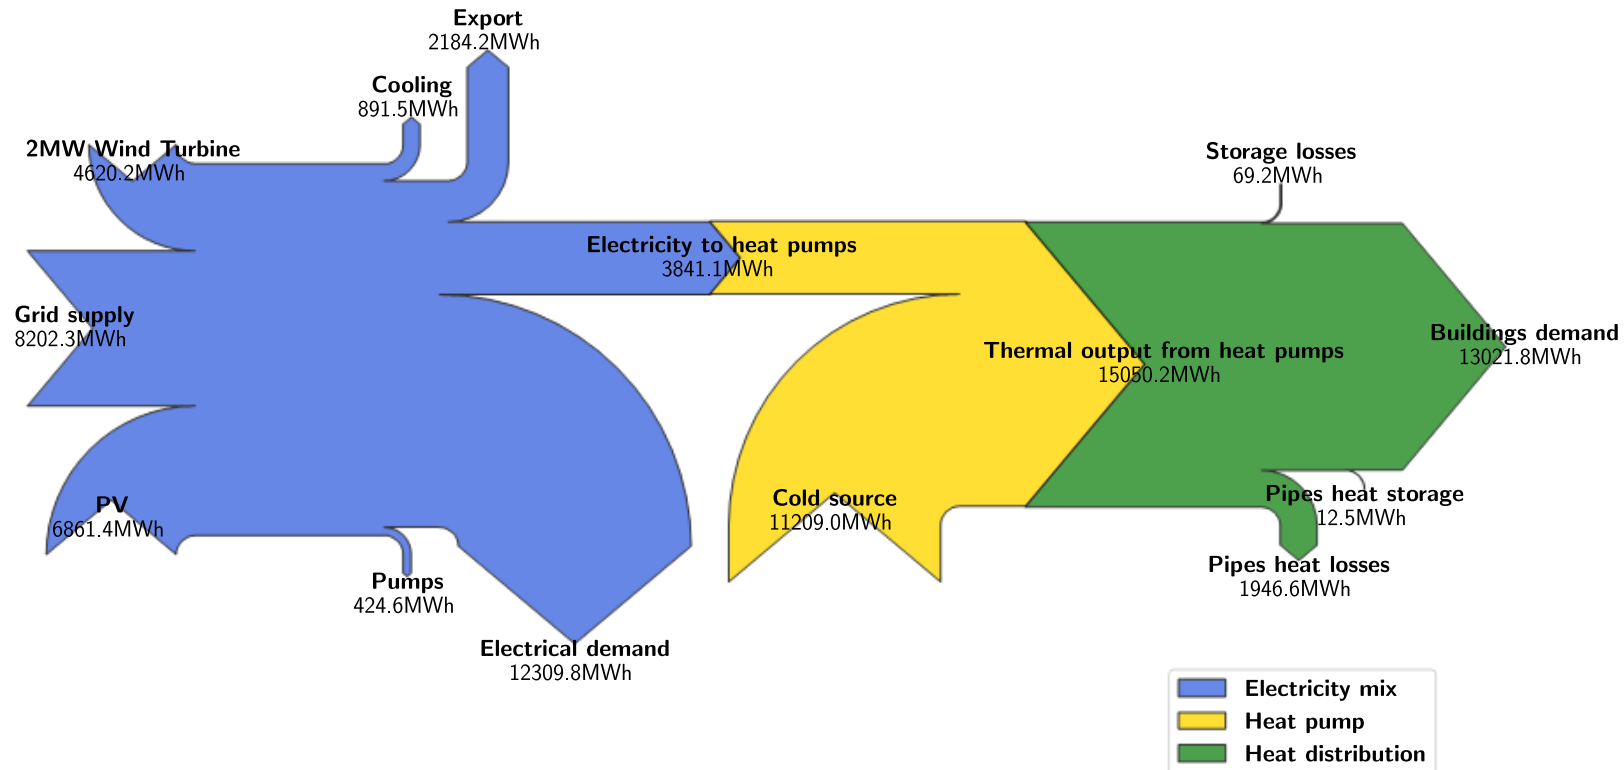 Export
2184.2MWh
Cooling
891.5MWh
2MW Wind Turbine
4620.2MWh
Storage losses
69.2MWh
Electricity to heat pumps
3841.1MWh
Grid supply
8202.3MWh
Buildings demand
13021.8MWh
Thermal output from heat pumps
15050.2MWh
PV
6861.4MWh
Cold source
11209.0MWh
Pipes heat storage
12.5MWh
Pipes heat losses
1946.6MWh
Pumps
424.6MWh
Electrical demand
12309.8MWh
Electricity mix
Heat pump
Heat distribution